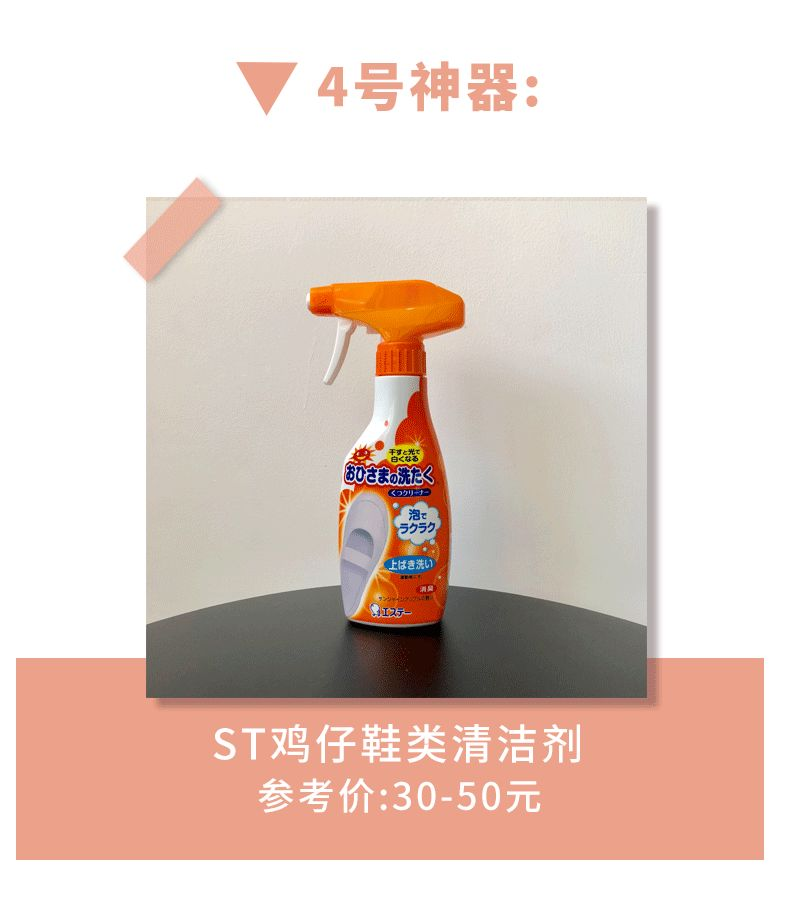 4号神器:
干すと光で
白くなる
おひさまの洗たく
くつクリーナー
泡で
ラクラク
上ばき洗い
消臭
エステー
ST鸡仔鞋类清洁剂
参考价:30-50元